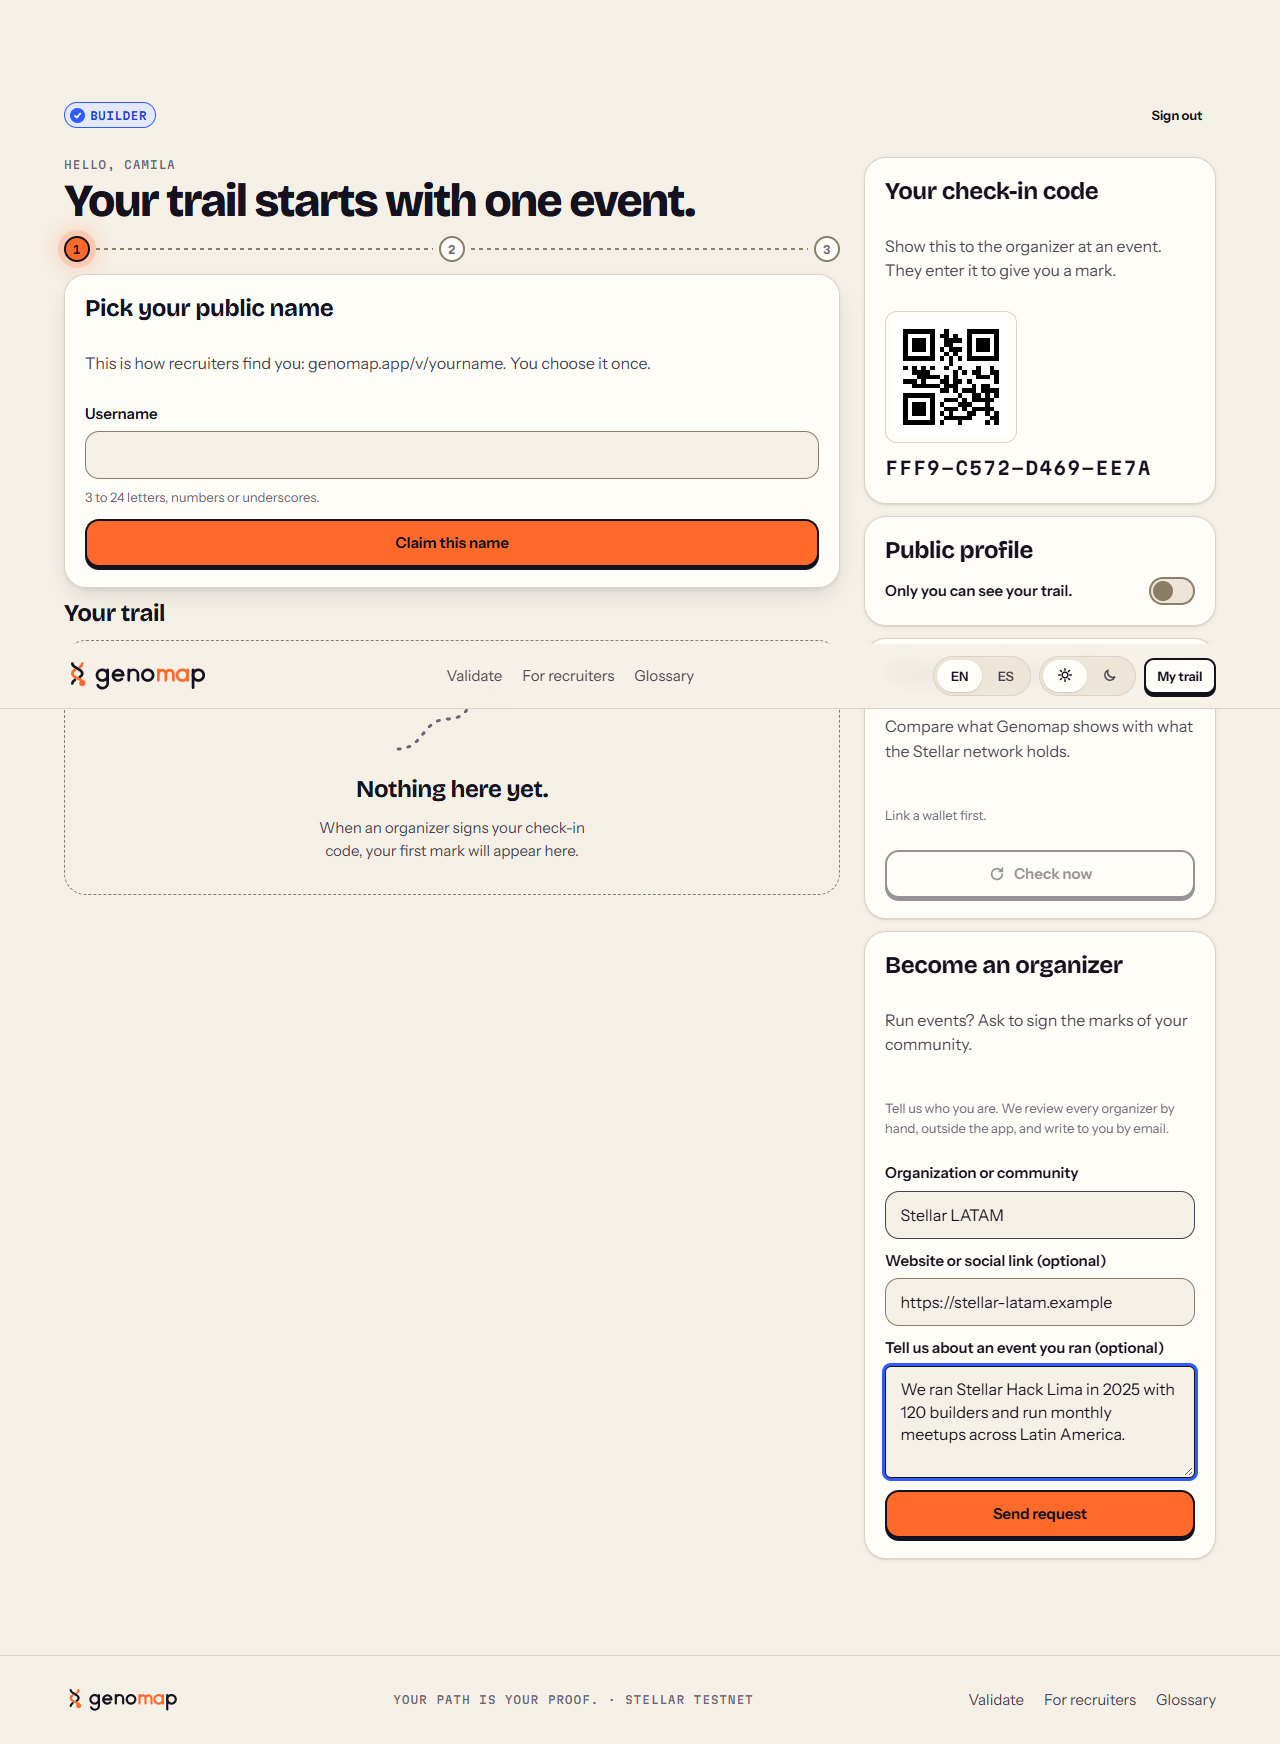 BUILDER
Sign out
HELLO, CAMILA
Your trail starts with one event.
1
2
3
Pick your public name
This is how recruiters find you: genomap.app/v/yourname. You choose it once.
Username
3 to 24 letters, numbers or underscores.
Claim this name
Your trail
Your check-in code
Show this to the organizer at an event.
They enter it to give you a mark.
FFF9–C572–D469–EE7A
Public profile
Only you can see your trail.
genomap
Validate
For recruiters
Glossary
EN
ES
My trail
Nothing here yet.
When an organizer signs your check-in
code, your first mark will appear here.
Compare what Genomap shows with what
the Stellar network holds.
Link a wallet first.
Check now
Become an organizer
Run events? Ask to sign the marks of your
community.
Tell us who you are. We review every organizer by
hand, outside the app, and write to you by email.
Organization or community
Stellar LATAM
Website or social link (optional)
https://stellar-latam.example
Tell us about an event you ran (optional)
We ran Stellar Hack Lima in 2025 with
120 builders and run monthly
meetups across Latin America.
Send request
genomap
YOUR PATH IS YOUR PROOF. · STELLAR TESTNET
Validate
For recruiters
Glossary